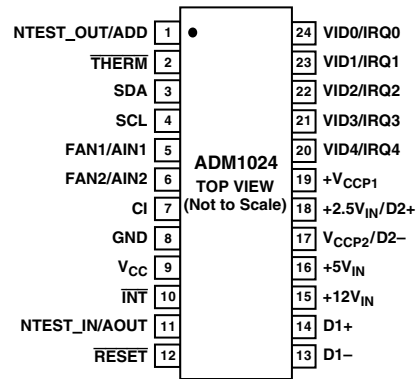 NTEST_OUT/ADD 1
THERM 2
SDA 3
SCL 4
FAN1/AIN1 5
FAN2/AIN2 6
CI 7
GND 8
VCC 9
INT 10
NTEST_IN/AOUT 11
RESET 12
ADM1024
TOP VIEW
(Not to Scale)
24 VID0/IRQ0
23 VID1/IRQ1
22 VID2/IRQ2
21 VID3/IRQ3
20 VID4/IRQ4
19 +VCCP1
18 +2.5VIN/D2+
17 VCCP2/D2–
16 +5VIN
15 +12VIN
14 D1+
13 D1–